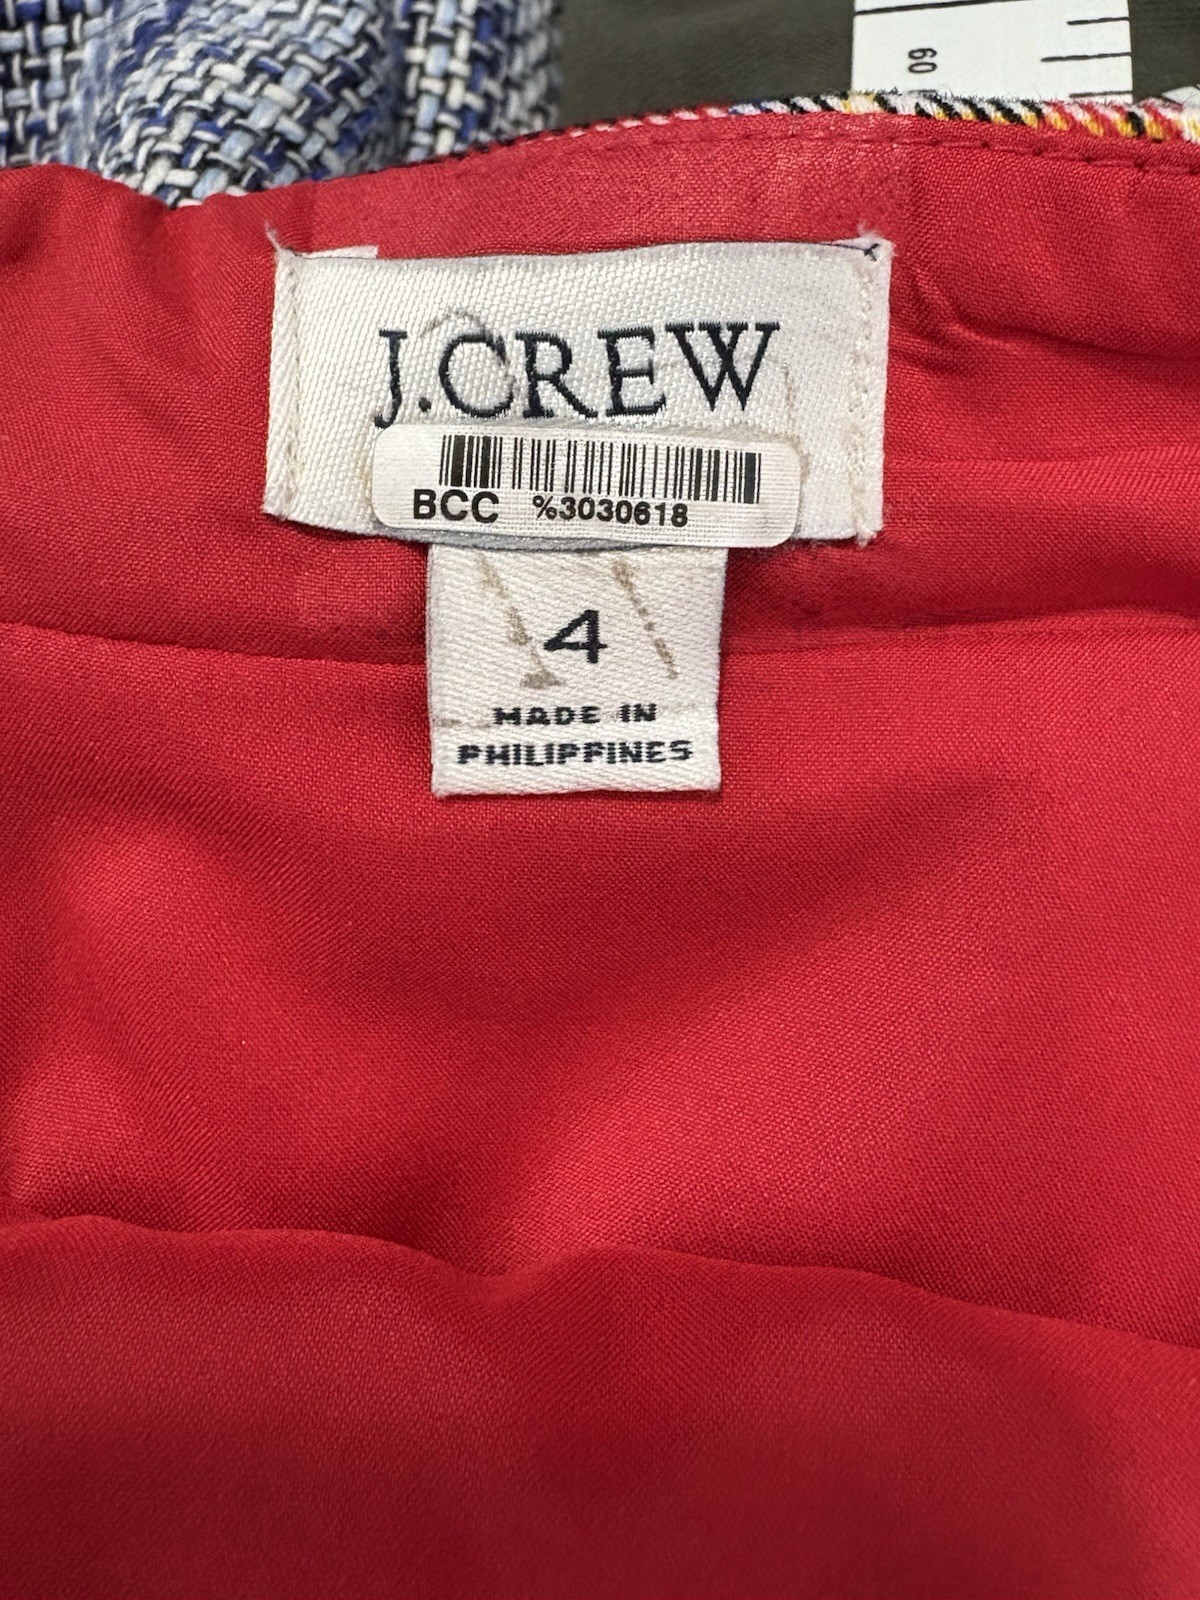 60
J.CREW
BCC %3030618
4
MADE IN
PHILIPPINES